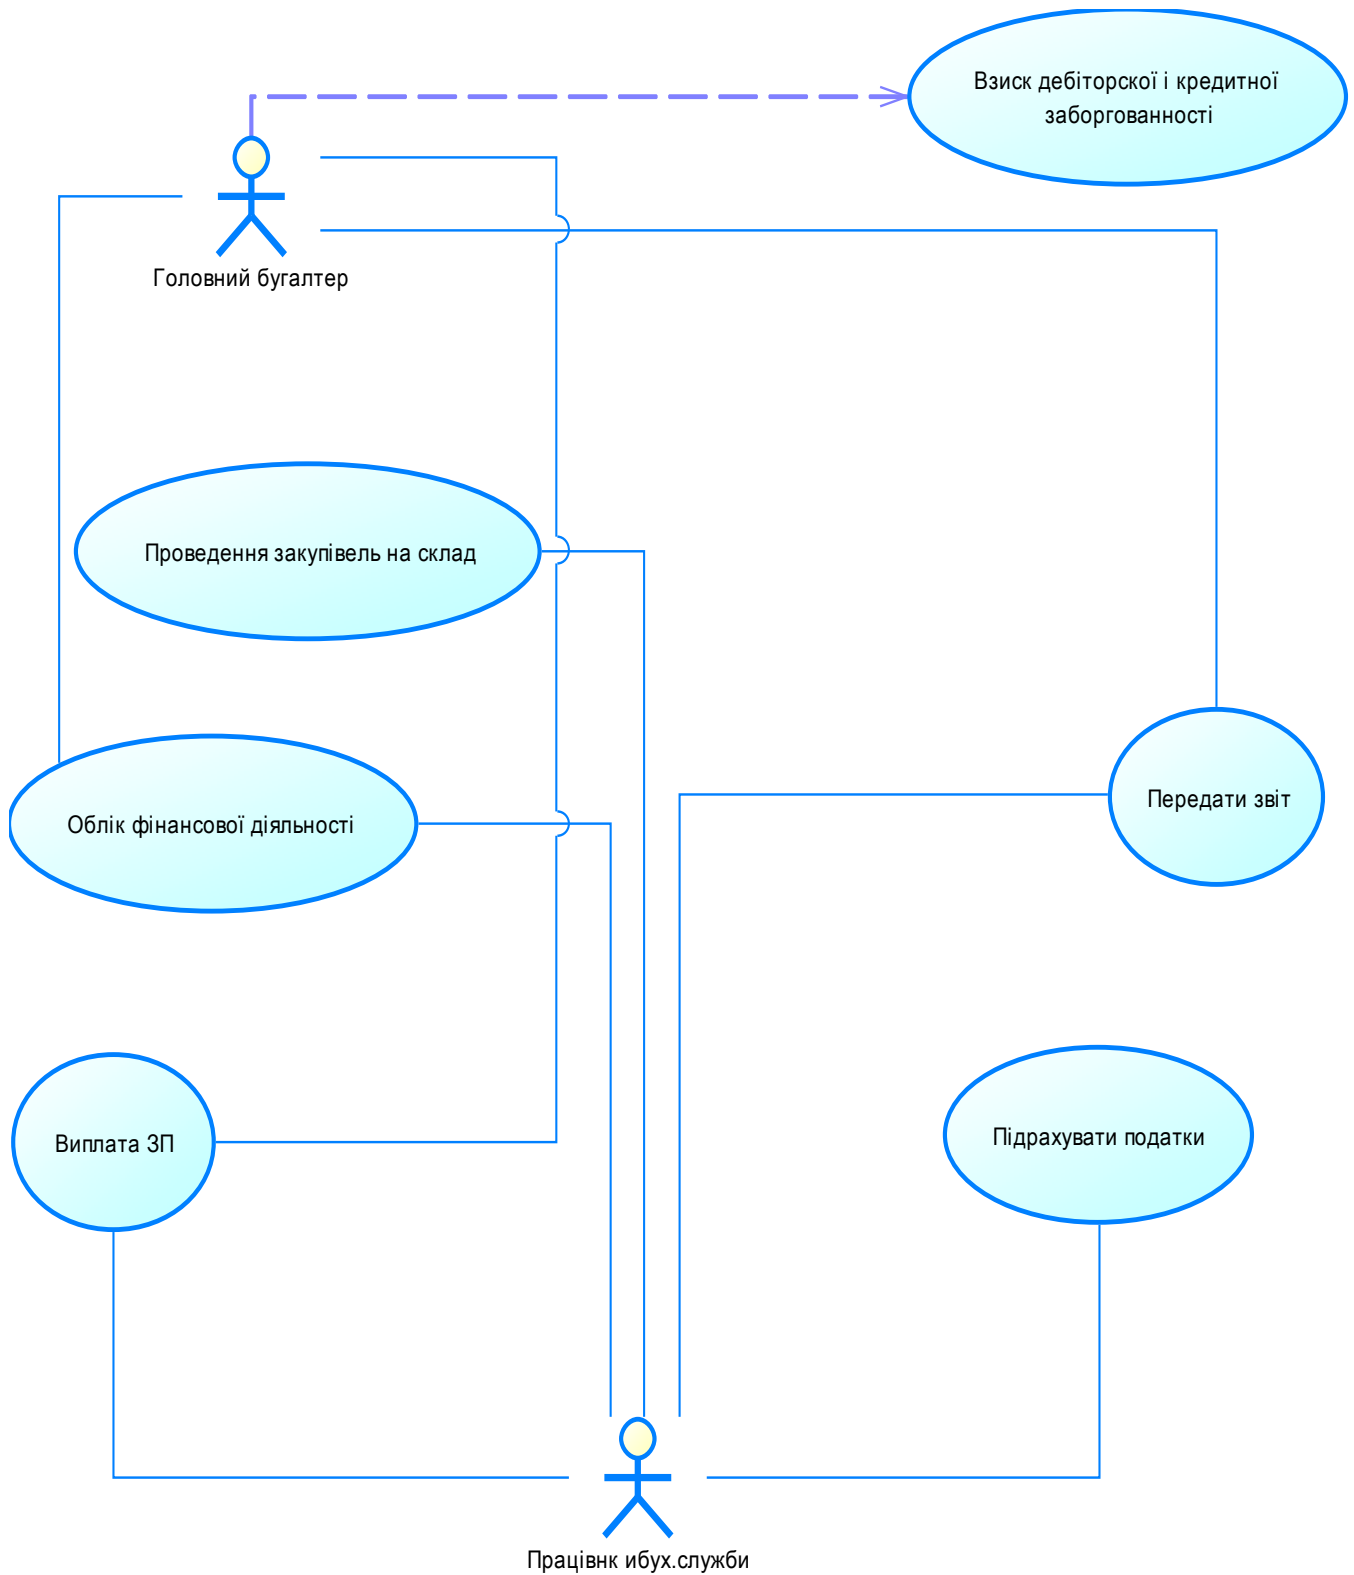 Взиск дебіторскої і кредитної
заборгованності
Головний бугалтер
Проведення закупівель на склад
Передати звіт
Облік фінансової діяльності
Підрахувати податки
Виплата ЗП
Працівнк ибух.служби